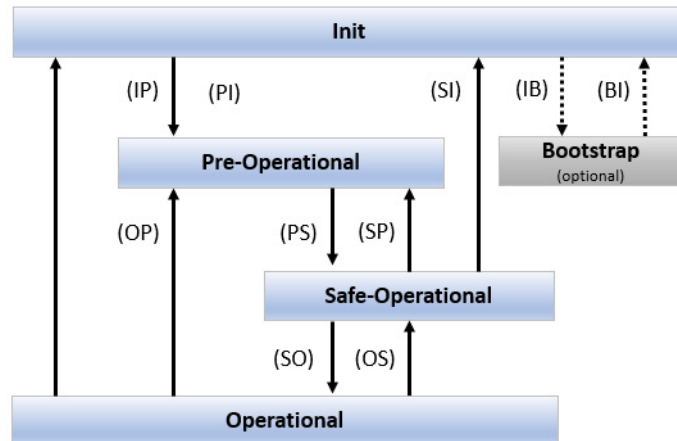 Init
(IP)
(PI)
(SI)
(IB)
(BI)
Pre-Operational
Bootstrap
(optional)
(OP)
(PS)
(SP)
Safe-Operational
(SO)
(OS)
Operational